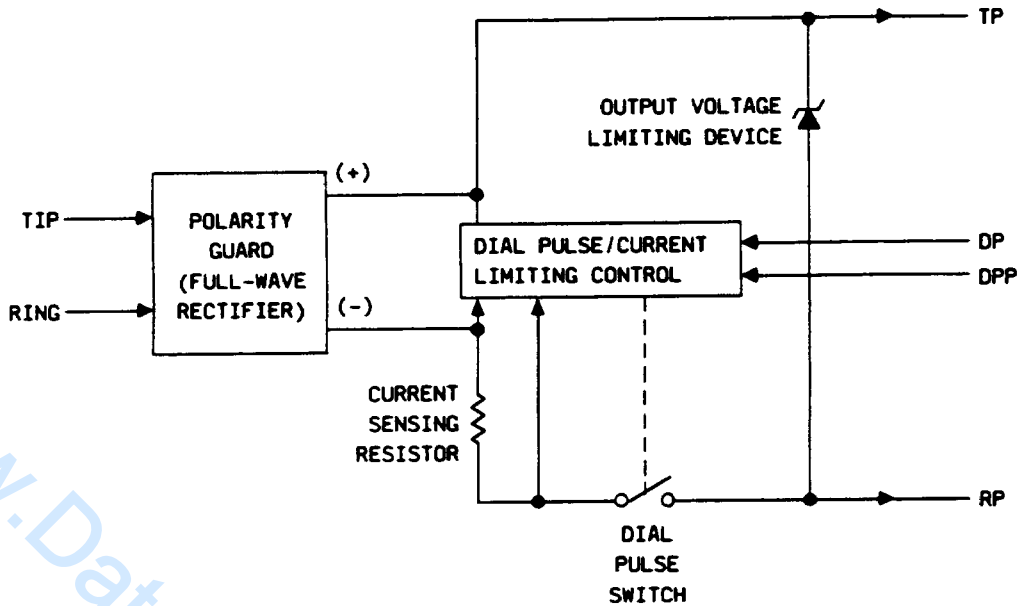 TP
OUTPUT VOLTAGE
LIMITING DEVICE
(+)
TIP
POLARITY
GUARD
(FULL-WAVE
RECTIFIER)
DIAL PULSE/CURRENT
LIMITING CONTROL
DP
DPP
RING
(-)
CURRENT
SENSING
RESISTOR
RP
DIAL
PULSE
SWITCH
w.Dat